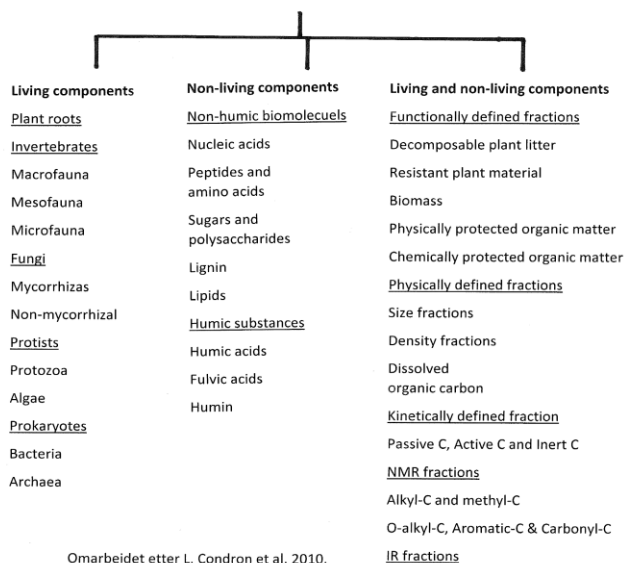 Living components
Plant roots
Invertebrates
Macrofauna
Mesofauna
Microfauna
Fungi
Mycorrhizas
Non-mycorrhizal
Protists
Protozoa
Algae
Prokaryotes
Bacteria
Archaea
Non-living components
Non-humic biomolecuels
Nucleic acids
Peptides and
amino acids
Sugars and
polysaccharides
Lignin
Lipids
Humic substances
Humic acids
Fulvic acids
Humin
Living and non-living components
Functionally defined fractions
Decomposable plant litter
Resistant plant material
Biomass
Physically protected organic matter
Chemically protected organic matter
Physically defined fractions
Size fractions
Density fractions
Dissolved
organic carbon
Kinetically defined fraction
Passive C, Active C and Inert C
NMR fractions
Alkyl-C and methyl-C
O-alkyl-C, Aromatic-C & Carbonyl-C
IR fractions
Omarbeidet etter L. Condron et al. 2010.